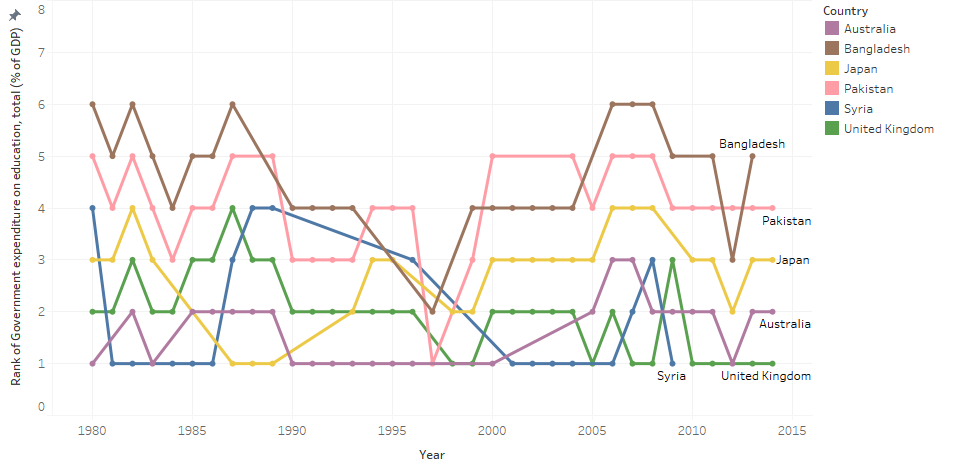 Country
Australia
Bangladesh
Japan
Pakistan
Syria
United Kingdom
Rank of Government expenditure on education, total (% of GDP)
8
7
6
5
4
3
2
1
0
Bangladesh
Pakistan
Japan
Australia
Syria
United Kingdom
1980
1985
1990
1995
2000
2005
2010
2015
Year